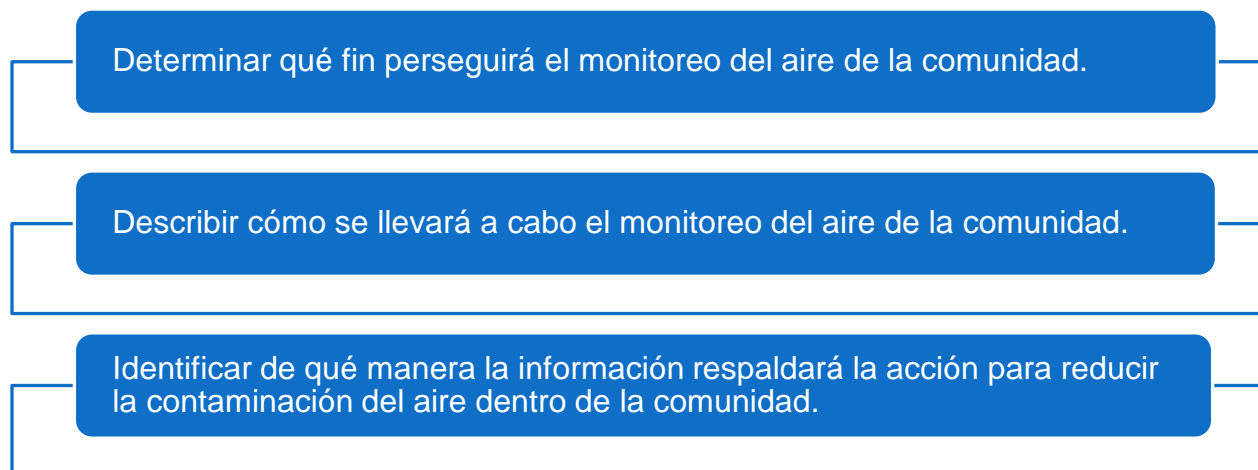 Determinar qué fin perseguirá el monitoreo del aire de la comunidad.
Describir cómo se llevará a cabo el monitoreo del aire de la comunidad.
Identificar de qué manera la información respaldará la acción para reducir
la contaminación del aire dentro de la comunidad.